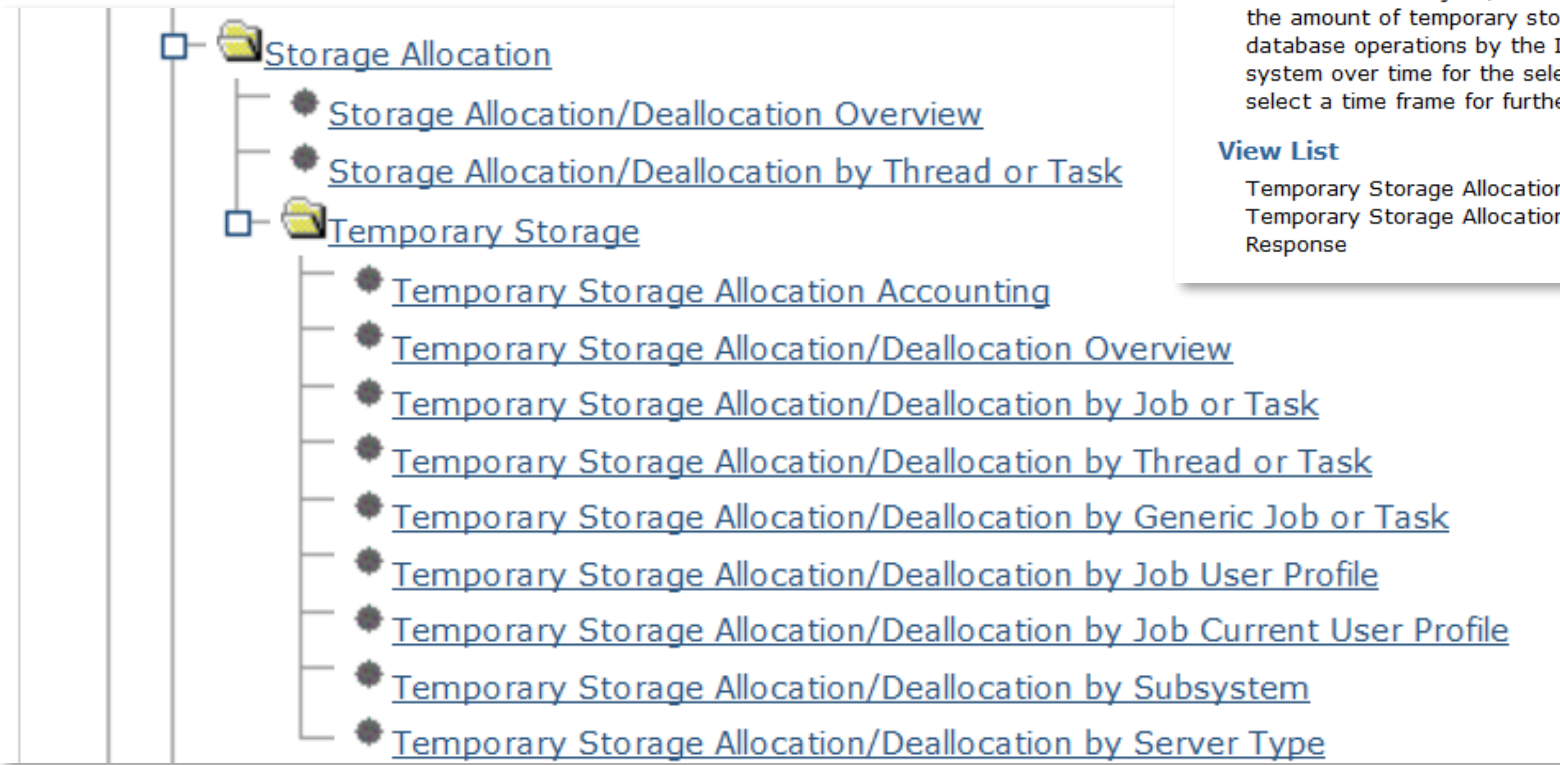 Storage Allocation
Storage Allocation/Deallocation Overview
Storage Allocation/Deallocation by Thread or Task
Temporary Storage
Temporary Storage Allocation Accounting
Temporary Storage Allocation/Deallocation Overview
Temporary Storage Allocation/Deallocation by Job or Task
Temporary Storage Allocation/Deallocation by Thread or Task
Temporary Storage Allocation/Deallocation by Generic Job or Task
Temporary Storage Allocation/Deallocation by Job User Profile
Temporary Storage Allocation/Deallocation by Job Current User Profile
Temporary Storage Allocation/Deallocation by Subsystem
Temporary Storage Allocation/Deallocation by Server Type
the amount of temporary sto
database operations by the
system over time for the sele
select a time frame for furthe
View List
Temporary Storage Allocation
Temporary Storage Allocation
Response